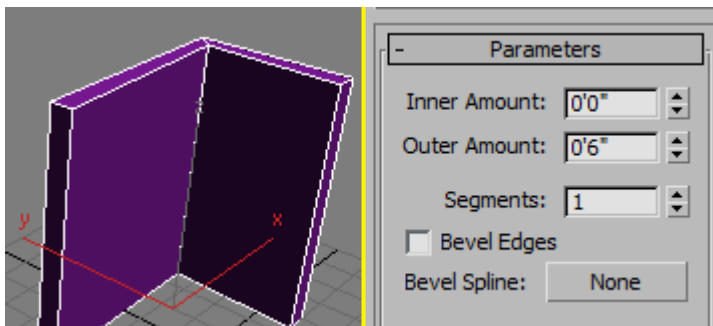 y
x
- Parameters
Inner Amount: 0'0"
Outer Amount: 0'6"
Segments: 1
Bevel Edges
Bevel Spline: None